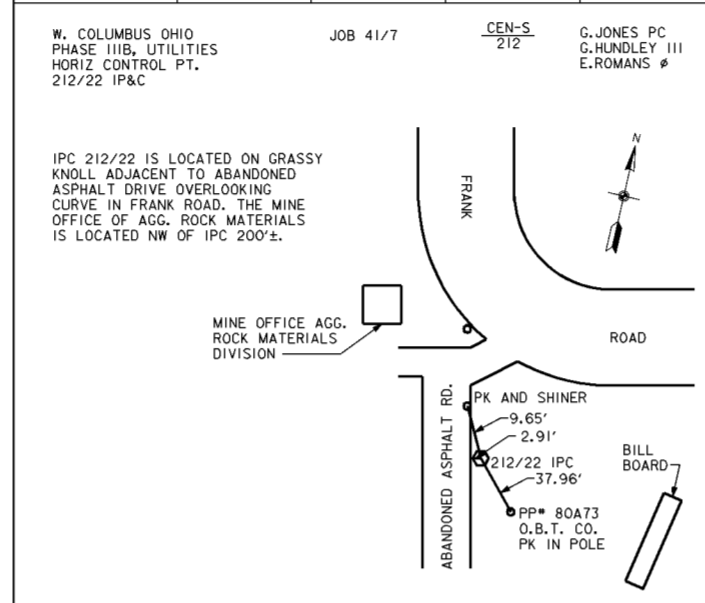 W. COLUMBUS OHIO
PHASE IIIB, UTILITIES
HORIZ CONTROL PT.
212/22 IP&C
JOB 41/7
CEN-S
212
G.JONES PC
G.HUNDLEY III
E.ROMANS ø
IPC 212/22 IS LOCATED ON GRASSY
KNOLL ADJACENT TO ABANDONED
ASPHALT DRIVE OVERLOOKING
CURVE IN FRANK ROAD. THE MINE
OFFICE OF AGG. ROCK MATERIALS
IS LOCATED NW OF IPC 200'±.
N
FRANK
MINE OFFICE AGG.
ROCK MATERIALS
DIVISION
ROAD
ABANDONED ASPHALT RD.
PK AND SHINER
9.65'
2.91'
212/22 IPC
37.96'
BILL
BOARD
PP# 80A73
O.B.T. CO.
PK IN POLE